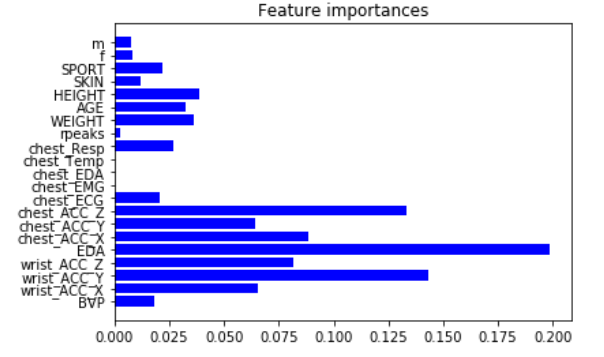 Feature importances
m
f
SPORT
SKIN
HEIGHT
AGE
WEIGHT
rpeaks
chest_Resp
chest_Temp
chest_EDA
chest_EMG
chest_ECG
chest_ACC_Z
chest_ACC_Y
chest_ACC_X
EDA
wrist_ACC_Z
wrist_ACC_Y
wrist_ACC_X
BVP
0.000 0.025 0.050 0.075 0.100 0.125 0.150 0.175 0.200